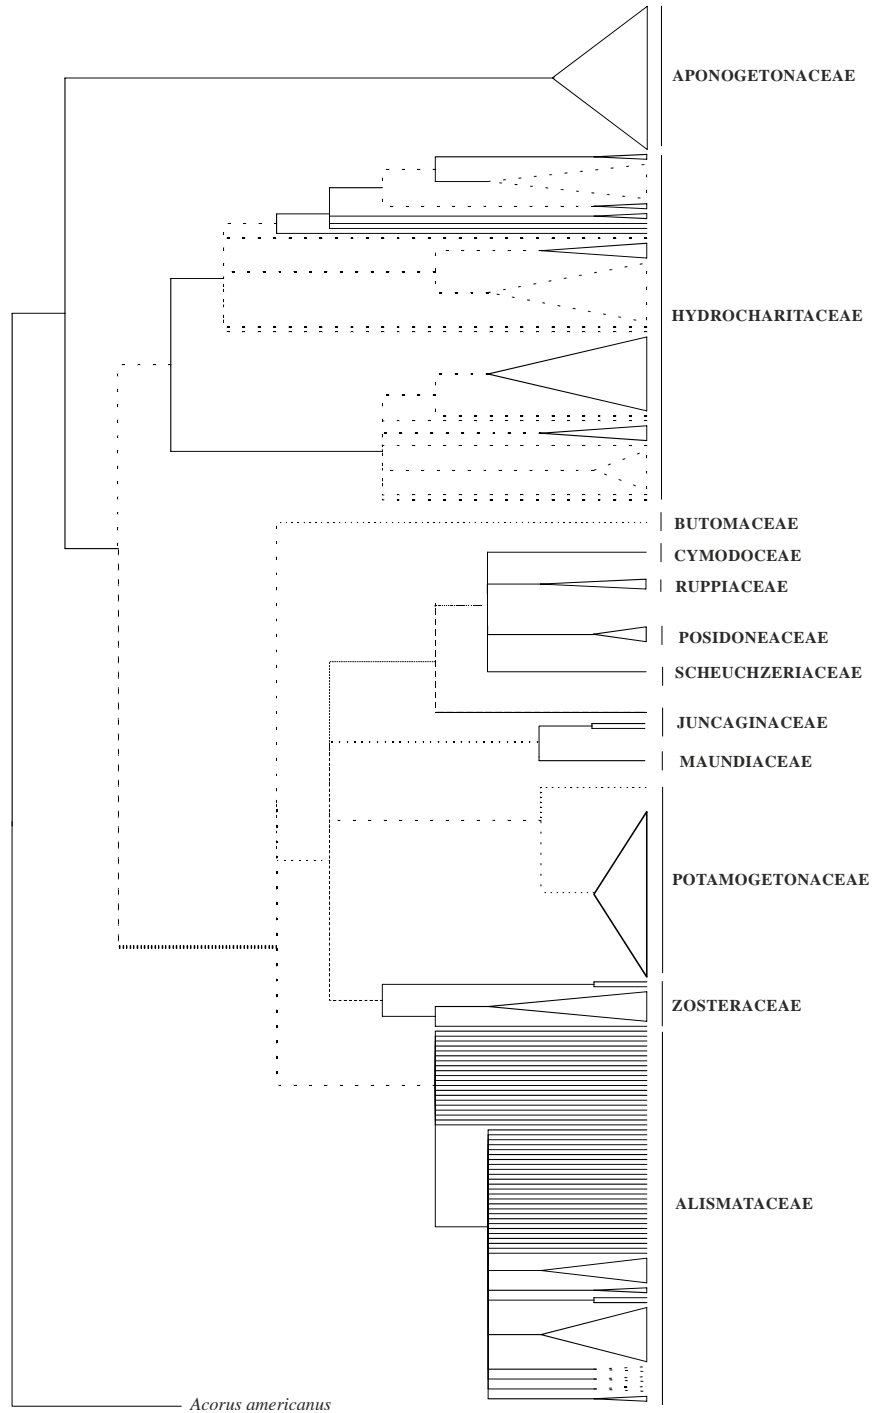 APONOGETONACEAE
HYDROCHARITACEAE
BUTOMACEAE
CYMODOCEAE
RUPPIACEAE
POSIDONEACEAE
SCHEUCHZERIACEAE
JUNCAGINACEAE
MAUNDIACEAE
POTAMOGETONACEAE
ZOSTERACEAE
ALISMATACEAE
Acorus americanus